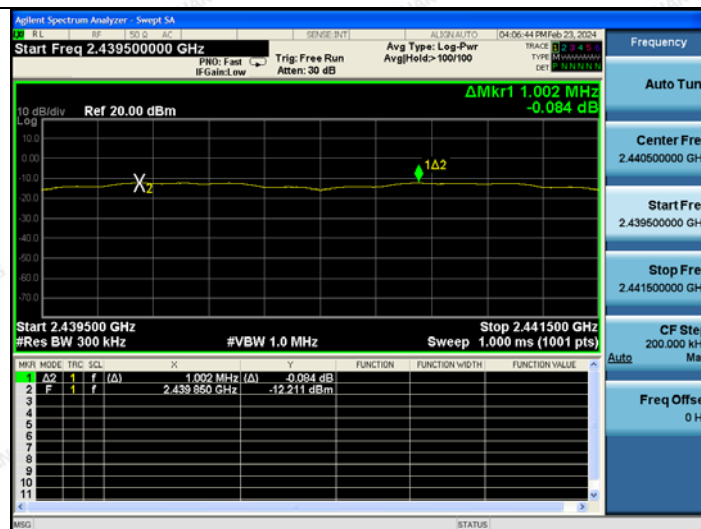 Agilent Spectrum Analyzer - Swept SA
RL RF 50 Ω AC SENSE:INT ALIGN AUTO 04:06:44 PM Feb 23, 2024
Start Freq 2.439500000 GHz
PNO: Fast
IFGain:Low
Trig: Free Run
Atten: 30 dB
Avg Type: Log-Pwr
Avg|Hold:>100/100
TRACE 1 2 3 4 5 6
TYPE M
DET P N N N N N
ΔMkr1 1.002 MHz
-0.084 dB
10 dB/div Ref 20.00 dBm
Log
10.0
0.00
-10.0
-20.0
-30.0
-40.0
-50.0
-60.0
-70.0
1Δ2
2
Start 2.439500 GHz Stop 2.441500 GHz
#Res BW 300 kHz #VBW 1.0 MHz Sweep 1.000 ms (1001 pts)
MKR MODE TRC SCL X Y FUNCTION FUNCTION WIDTH FUNCTION VALUE
1 Δ2 1 f (Δ) 1.002 MHz (Δ) -0.084 dB
2 F 1 f 2.439 850 GHz -12.211 dBm
3
4
5
6
7
8
9
10
11
MSG STATUS
Frequency
Auto Tun
Center Fre
2.440500000 GH
Start Fre
2.439500000 GH
Stop Fre
2.441500000 GH
CF Ste
200.000 kH
Auto Ma
Freq Offse
0 H